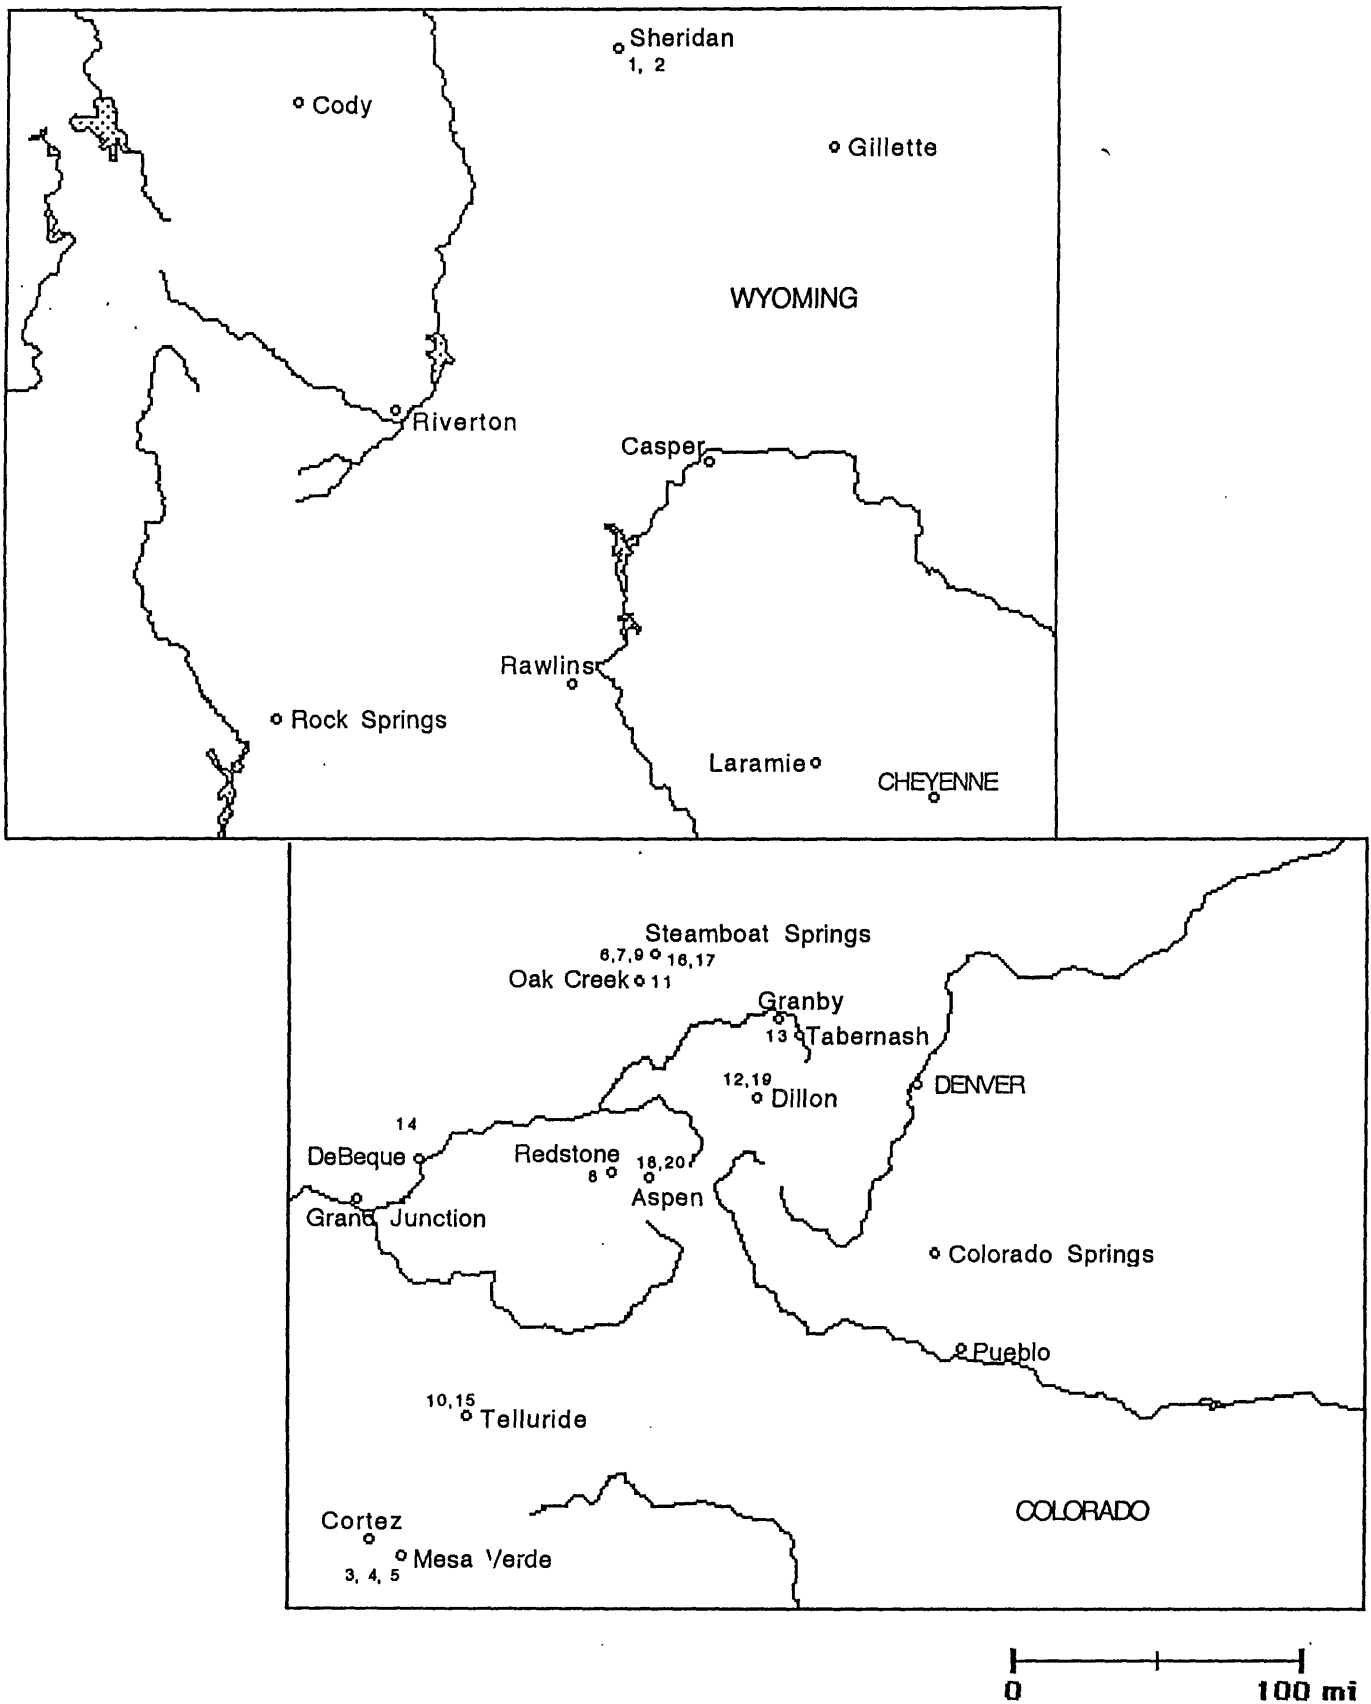 Sheridan
1, 2
Cody
Gillette
WYOMING
Riverton
Casper
Rawlins
Rock Springs
Laramie
CHEYENNE
Steamboat Springs
6,7,9 16,17
Oak Creek 11
Granby
13 Tabernash
12,19
Dillon
DENVER
14
DeBeque
Redstone
8
18,20
Aspen
Grand Junction
Colorado Springs
Pueblo
10,15
Telluride
COLORADO
Cortez
Mesa Verde
3, 4, 5
0 100 mi